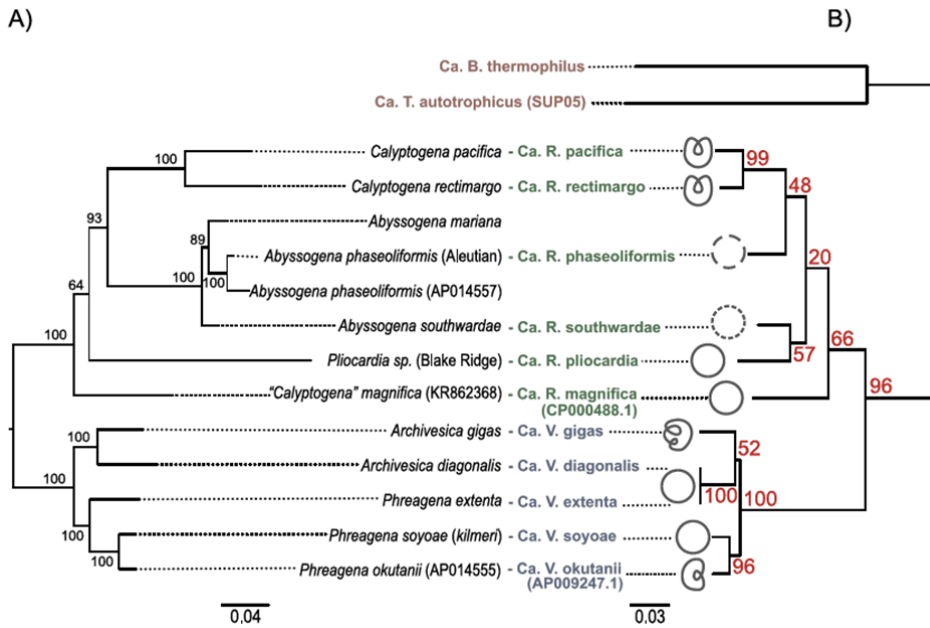 A)
B)
Ca. B. thermophilus
Ca. T. autotrophicus (SUP05)
100
Calyptogena pacifica - Ca. R. pacifica
99
Calyptogena rectimargo - Ca. R. rectimargo
48
93
Abyssogena mariana
89
Abyssogena phaseoliformis (Aleutian) - Ca. R. phaseoliformis
20
100
100
Abyssogena phaseoliformis (AP014557)
64
Abyssogena southwardae - Ca. R. southwardae
100
66
Pliocardia sp. (Blake Ridge) - Ca. R. pliocardia
57
"Calyptogena" magnifica (KR862368) - Ca. R. magnifica
(CP000488.1)
96
100
Archivesica gigas - Ca. V. gigas
52
Archivesica diagonalis - Ca. V. diagonalis
100
100
100
Phreagena extenta - Ca. V. extenta
100
Phreagena soyoae (kilmeri) - Ca. V. soyoae
100
96
Phreagena okutanii (AP014555) - Ca. V. okutanii
(AP009247.1)
0,04
0,03